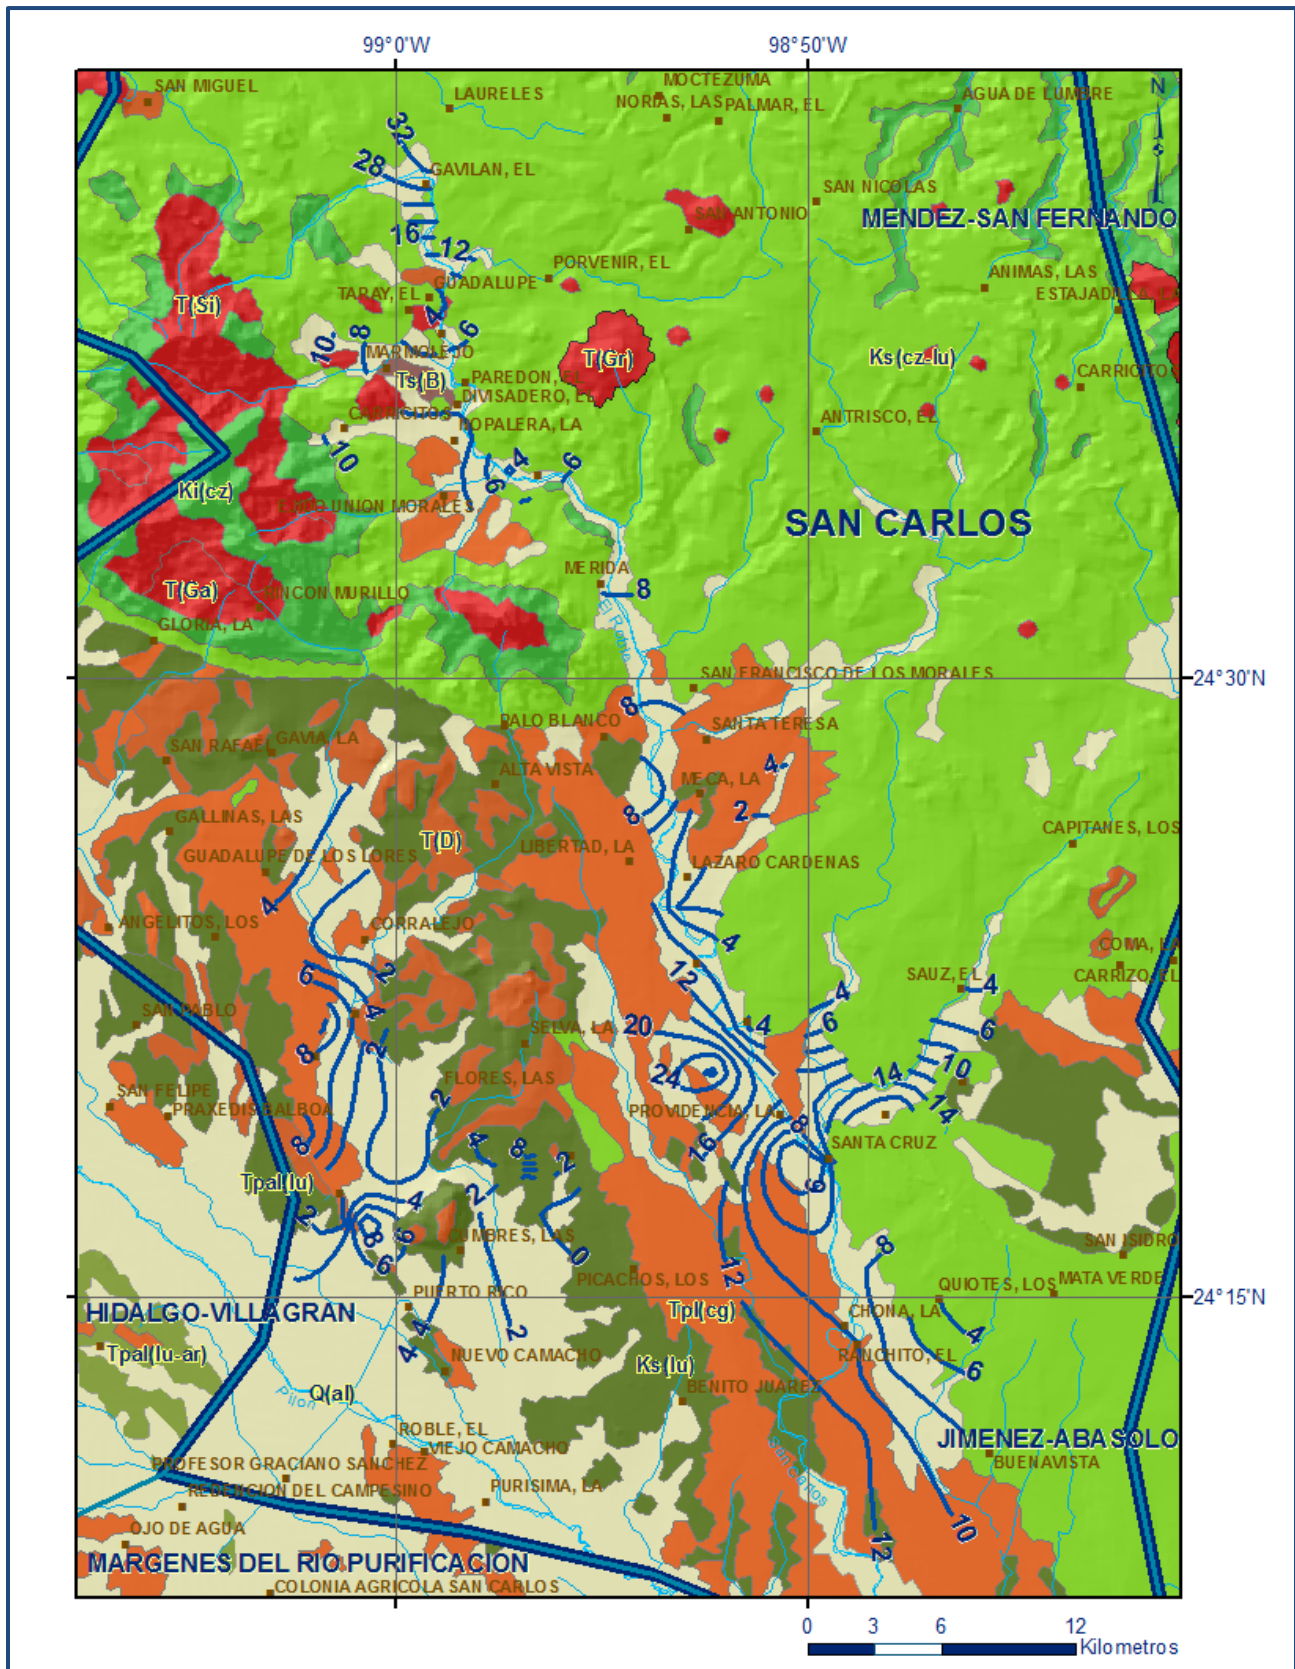 99°0'W
98°50'W
SAN MIGUEL
LAURELES
MOCTEZUMA
NORIAS, LAS
PALMAR, EL
AGUA DE LUMBRE
N
32
28
GAVILAN, EL
SAN NICOLAS
SAN ANTONIO
MENDEZ-SAN FERNANDO
16
12
PORVENIR, EL
ANIMAS, LAS
GUADALUPE
TARAY, EL
ESTAJADILLO, LA
T(Si)
4
10
8
6
MARMOLEJO
T(Gr)
Ks(cz-lu)
Ts(B)
PAREDON, EL
CARRICITO
DIVISADERO, EL
CARRICITOS
NOPALERA, LA
ANTRISCO, EL
10
4
6
6
Ki(cz)
EJIDO UNION MORALES
SAN CARLOS
MERIDA
8
T(Ga)
RINCON MURILLO
El Roble
GLORIA, LA
SAN FRANCISCO DE LOS MORALES
24°30'N
8
PALO BLANCO
SANTA TERESA
SAN RAFAEL
GAVIA, LA
ALTA VISTA
MECA, LA
4
8
2
GALLINAS, LAS
CAPITANES, LOS
T(D)
LIBERTAD, LA
GUADALUPE DE LOS LORES
LAZARO CARDENAS
4
ANGELITOS, LOS
CORRALEJO
4
COMA, LA
6
2
12
SAUZ, EL
4
CARRIZO, EL
SAN PABLO
4
4
SELVA, LA
20
4
6
6
8
2
24
14
10
FLORES, LAS
SAN FELIPE
PRAXEDIS BALBOA
2
PROVIDENCIA, LA
14
8
8
4
8
2
16
SANTA CRUZ
Tpal(lu)
2
4
6
2
8
6
6
CUMBRES, LAS
0
8
SAN ISIDRO
12
PICACHOS, LOS
PUERTO RICO
QUIOTES, LOS
MATA VERDE
24°15'N
HIDALGO-VILLAGRAN
Tpl(cg)
CHONA, LA
4
2
4
Tpal(lu-ar)
4
NUEVO CAMACHO
Ks(lu)
RANCHITO, EL
6
Q(al)
BENITO JUAREZ
Pilon
ROBLE, EL
JIMENEZ-ABASOLO
VIEJO CAMACHO
PROFESOR GRACIANO SANCHEZ
BUENAVISTA
San Carlos
REDENCION DEL CAMPESINO
PURISIMA, LA
10
OJO DE AGUA
12
MARGENES DEL RIO PURIFICACION
COLONIA AGRICOLA SAN CARLOS
0 3 6 12
Kilometros